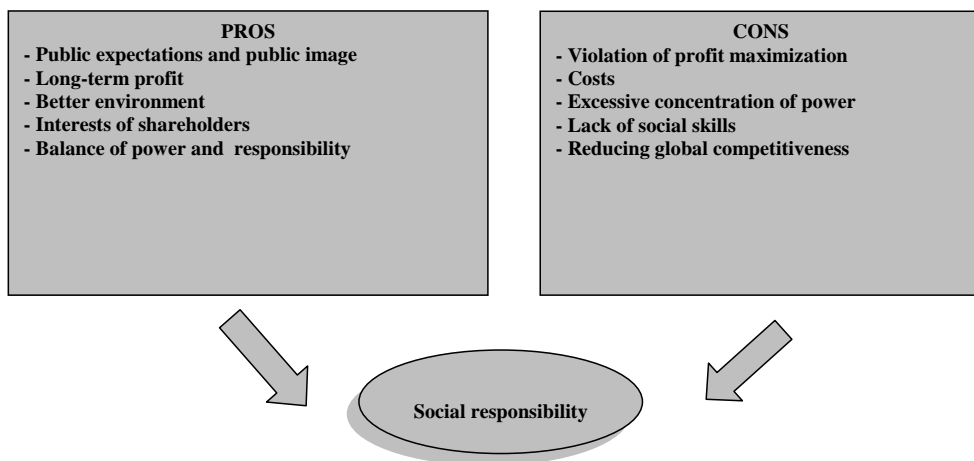 PROS
- Public expectations and public image
- Long-term profit
- Better environment
- Interests of shareholders
- Balance of power and responsibility
CONS
- Violation of profit maximization
- Costs
- Excessive concentration of power
- Lack of social skills
- Reducing global competitiveness
Social responsibility